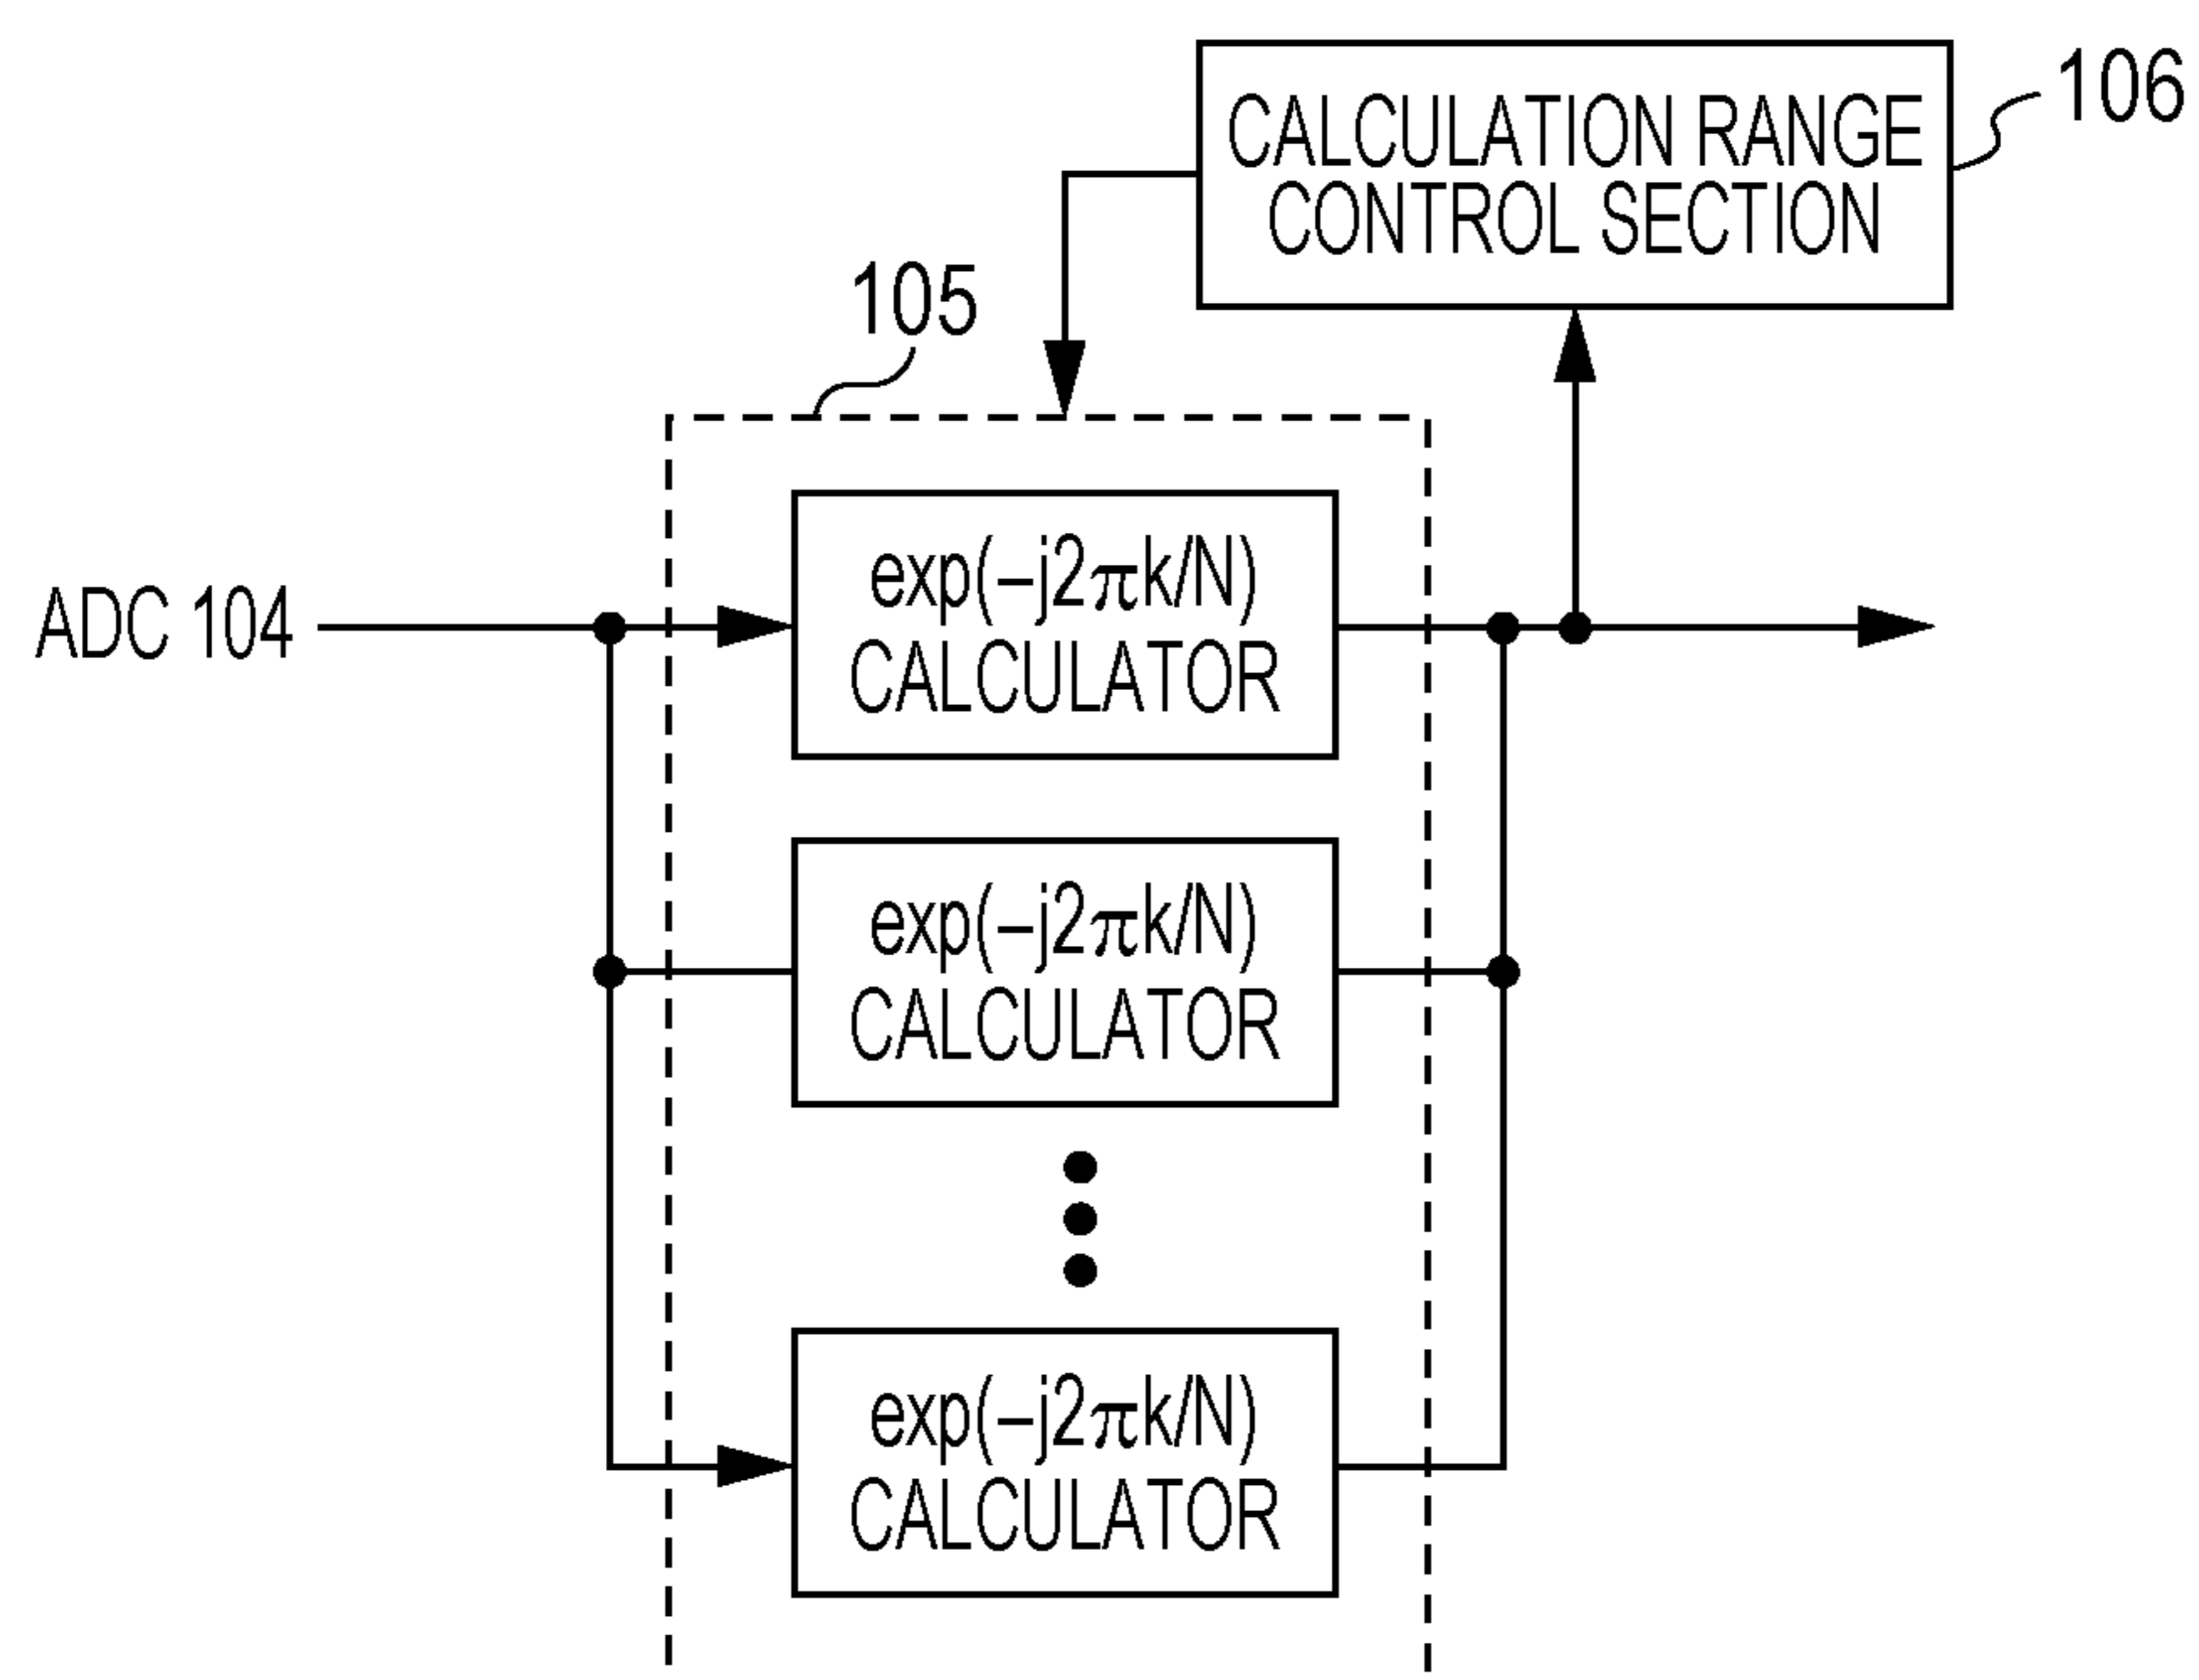 CALCULATION RANGE
CONTROL SECTION
106
105
ADC 104
exp(–j2πk/N)
CALCULATOR
exp(–j2πk/N)
CALCULATOR
exp(–j2πk/N)
CALCULATOR